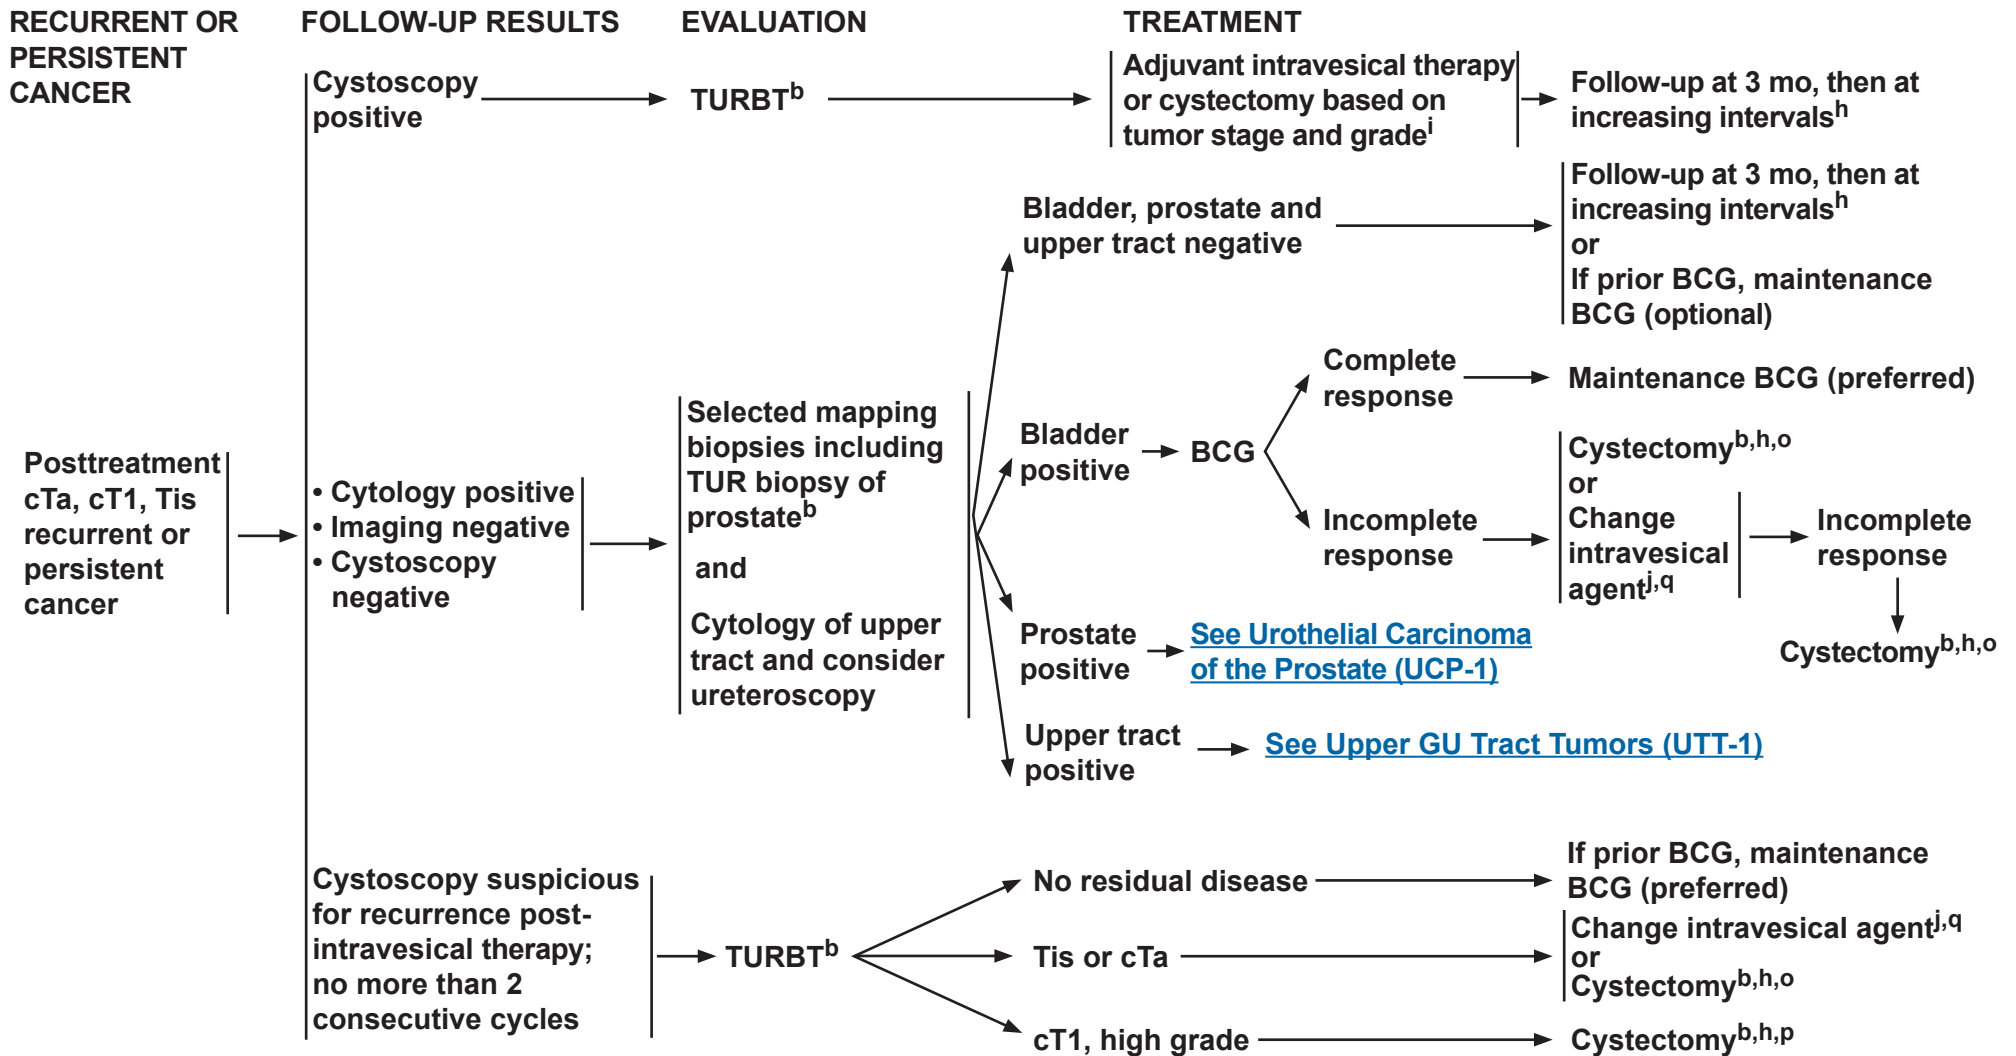 RECURRENT OR
PERSISTENT
CANCER
FOLLOW-UP RESULTS
EVALUATION
TREATMENT
Posttreatment
cTa, cT1, Tis
recurrent or
persistent
cancer
Cystoscopy
positive
TURBTb
Adjuvant intravesical therapy
or cystectomy based on
tumor stage and gradei
Follow-up at 3 mo, then at
increasing intervalsh
• Cytology positive
• Imaging negative
• Cystoscopy
negative
Selected mapping
biopsies including
TUR biopsy of
prostateb
and
Cytology of upper
tract and consider
ureteroscopy
Bladder, prostate and
upper tract negative
Follow-up at 3 mo, then at
increasing intervalsh
or
If prior BCG, maintenance
BCG (optional)
Bladder
positive
BCG
Complete
response
Maintenance BCG (preferred)
Incomplete
response
Cystectomyb,h,o
or
Change
intravesical
agentj,q
Incomplete
response
Cystectomyb,h,o
Prostate
positive
See Urothelial Carcinoma
of the Prostate (UCP-1)
Upper tract
positive
See Upper GU Tract Tumors (UTT-1)
Cystoscopy suspicious
for recurrence post-
intravesical therapy;
no more than 2
consecutive cycles
TURBTb
No residual disease
If prior BCG, maintenance
BCG (preferred)
Tis or cTa
Change intravesical agentj,q
or
Cystectomyb,h,o
cT1, high grade
Cystectomyb,h,p